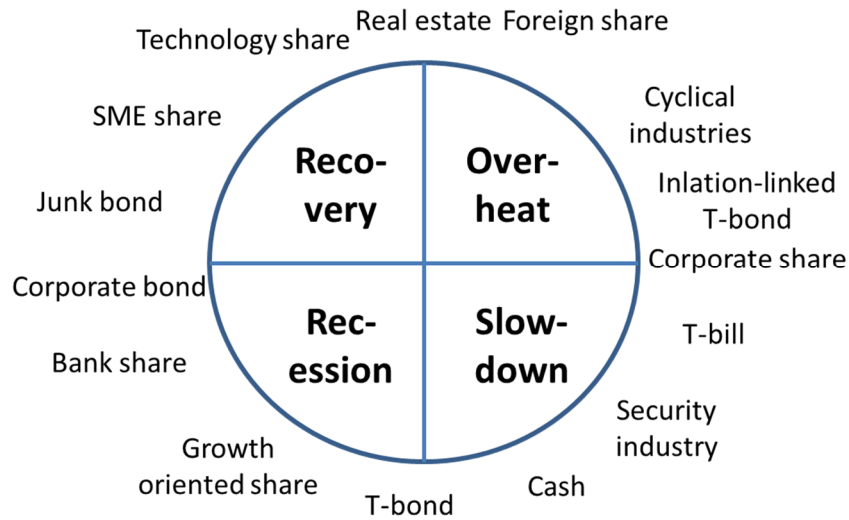 Real estate Foreign share
Technology share
Cyclical
industries
SME share
Reco-
very
Over-
heat
Inlation-linked
T-bond
Junk bond
Corporate share
Corporate bond
Rec-
ession
Slow-
down
T-bill
Bank share
Security
industry
Growth
oriented share
Cash
T-bond